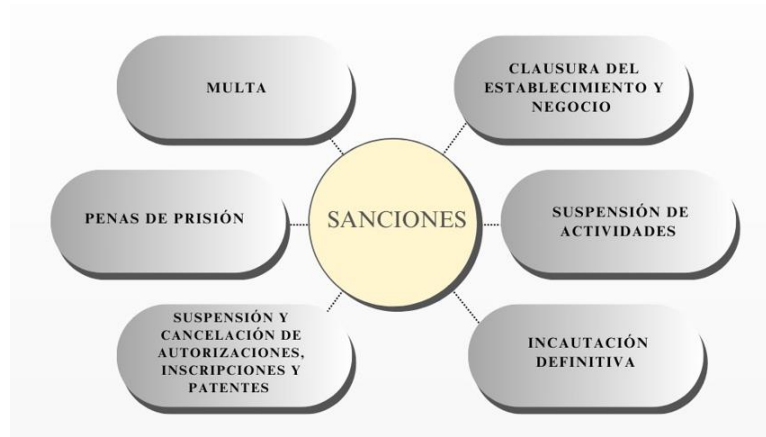 MULTA
CLAUSURA DEL
ESTABLECIMIENTO Y
NEGOCIO
PENAS DE PRISIÓN
SANCIONES
SUSPENSIÓN DE
ACTIVIDADES
SUSPENSIÓN Y
CANCELACIÓN DE
AUTORIZACIONES,
INSCRIPCIONES Y
PATENTES
INCAUTACIÓN
DEFINITIVA